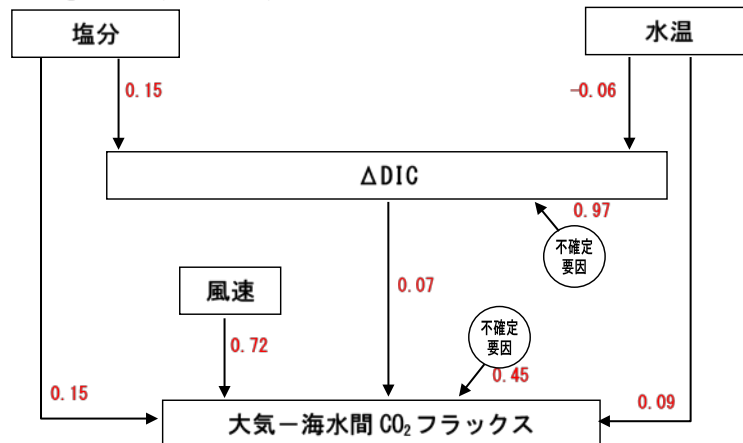 塩分
水温
0.15
-0.06
ΔDIC
0.97
不確定
要因
風速
0.07
不確定
要因
0.72
0.45
0.15
0.09
大気－海水間 CO₂ フラックス